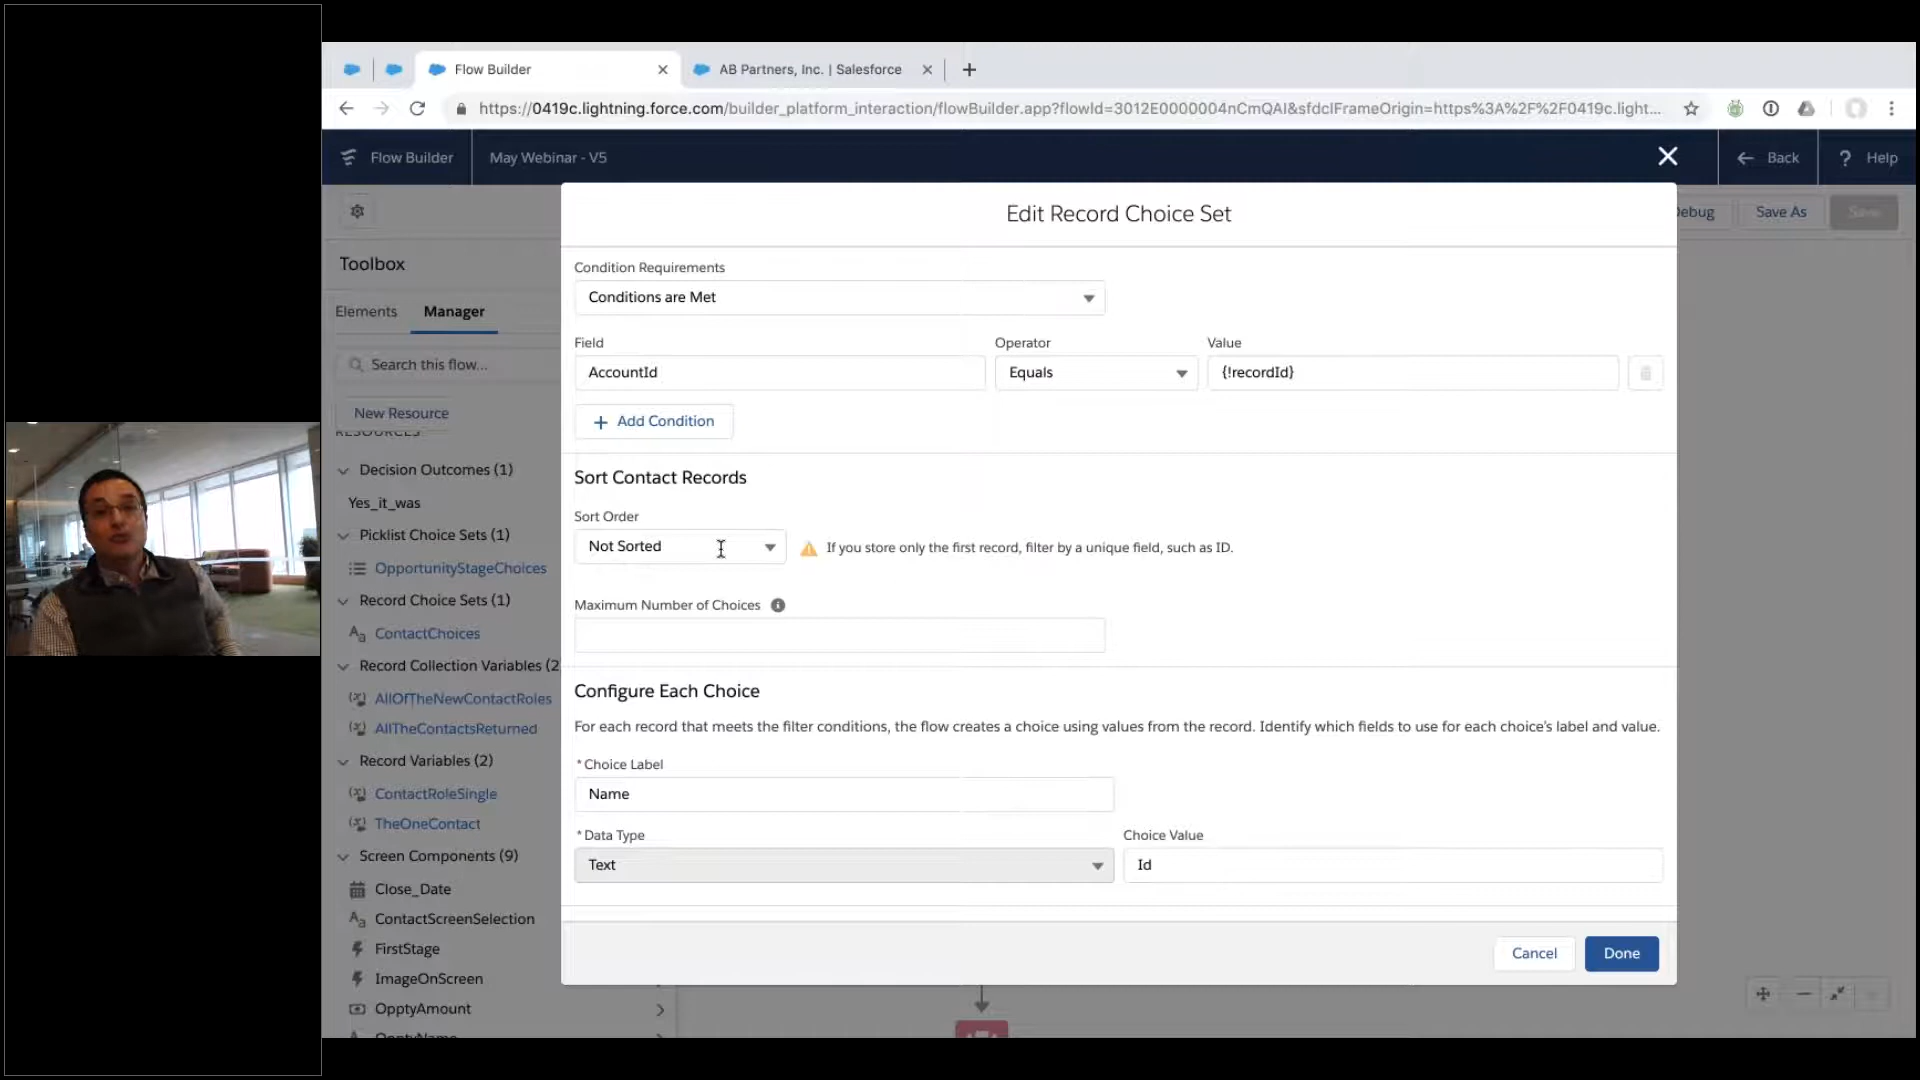 Flow Builder
AB Partners, Inc. | Salesforce
https://0419c.lightning.force.com/builder_platform_interaction/flowBuilder.app?flowId=3012E0000004nCmQAI&sfdcIFrameOrigin=https%3A%2F%2F0419c.light...
Flow Builder
May Webinar - V5
Back
? Help
Debug
Save As
Save
Toolbox
Elements
Manager
Search this flow...
New Resource
RESOURCES
Decision Outcomes (1)
Yes_it_was
Picklist Choice Sets (1)
OpportunityStageChoices
Record Choice Sets (1)
ContactChoices
Record Collection Variables (2
AllOfTheNewContactRoles
AllTheContactsReturned
Record Variables (2)
ContactRoleSingle
TheOneContact
Screen Components (9)
Close_Date
ContactScreenSelection
FirstStage
ImageOnScreen
OpptyAmount
OpptyName
Edit Record Choice Set
Condition Requirements
Conditions are Met
Field
Operator
Value
AccountId
Equals
{!recordId}
+ Add Condition
Sort Contact Records
Sort Order
Not Sorted
If you store only the first record, filter by a unique field, such as ID.
Maximum Number of Choices
Configure Each Choice
For each record that meets the filter conditions, the flow creates a choice using values from the record. Identify which fields to use for each choice's label and value.
* Choice Label
Name
* Data Type
Choice Value
Text
Id
Cancel
Done